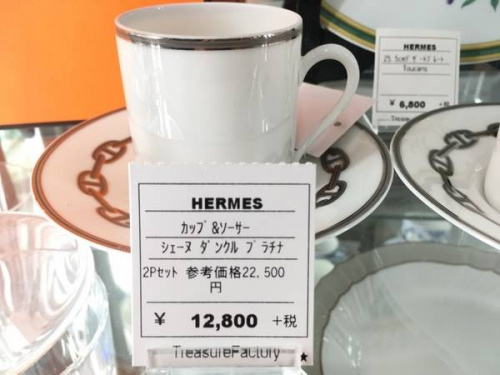 HERMES
カップ&ソーサー
シェーヌ ダンクル プラチナ
2Pセット 参考価格22,500
円
¥ 12,800 +税
TreasureFactory
HERMES
Toucans
¥ 6,800 +税